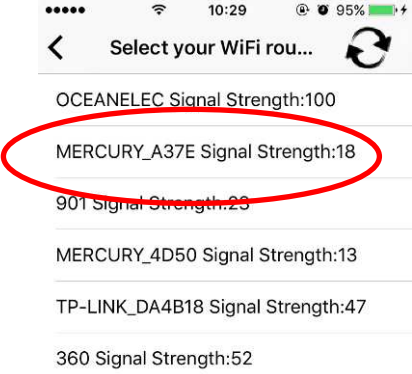 10:29 95%
Select your WiFi rou...
OCEANELEC Signal Strength:100
MERCURY_A37E Signal Strength:18
901 Signal Strength:23
MERCURY_4D50 Signal Strength:13
TP-LINK_DA4B18 Signal Strength:47
360 Signal Strength:52